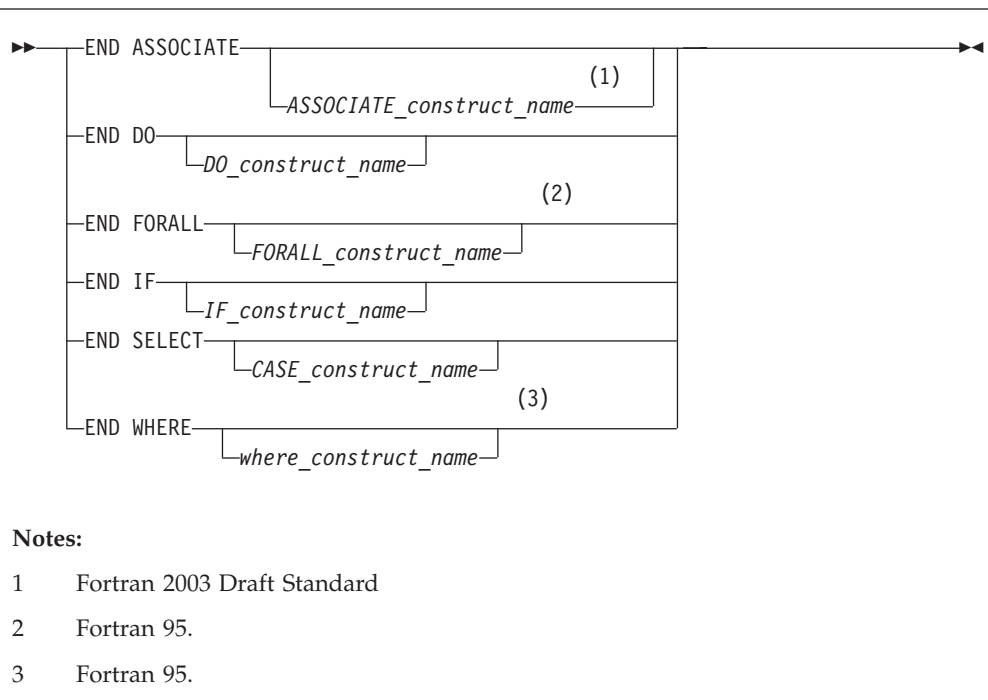 END ASSOCIATE
(1)
ASSOCIATE_construct_name
END DO
DO_construct_name
(2)
END FORALL
FORALL_construct_name
END IF
IF_construct_name
END SELECT
CASE_construct_name
(3)
END WHERE
where_construct_name
Notes:
1 Fortran 2003 Draft Standard
2 Fortran 95.
3 Fortran 95.